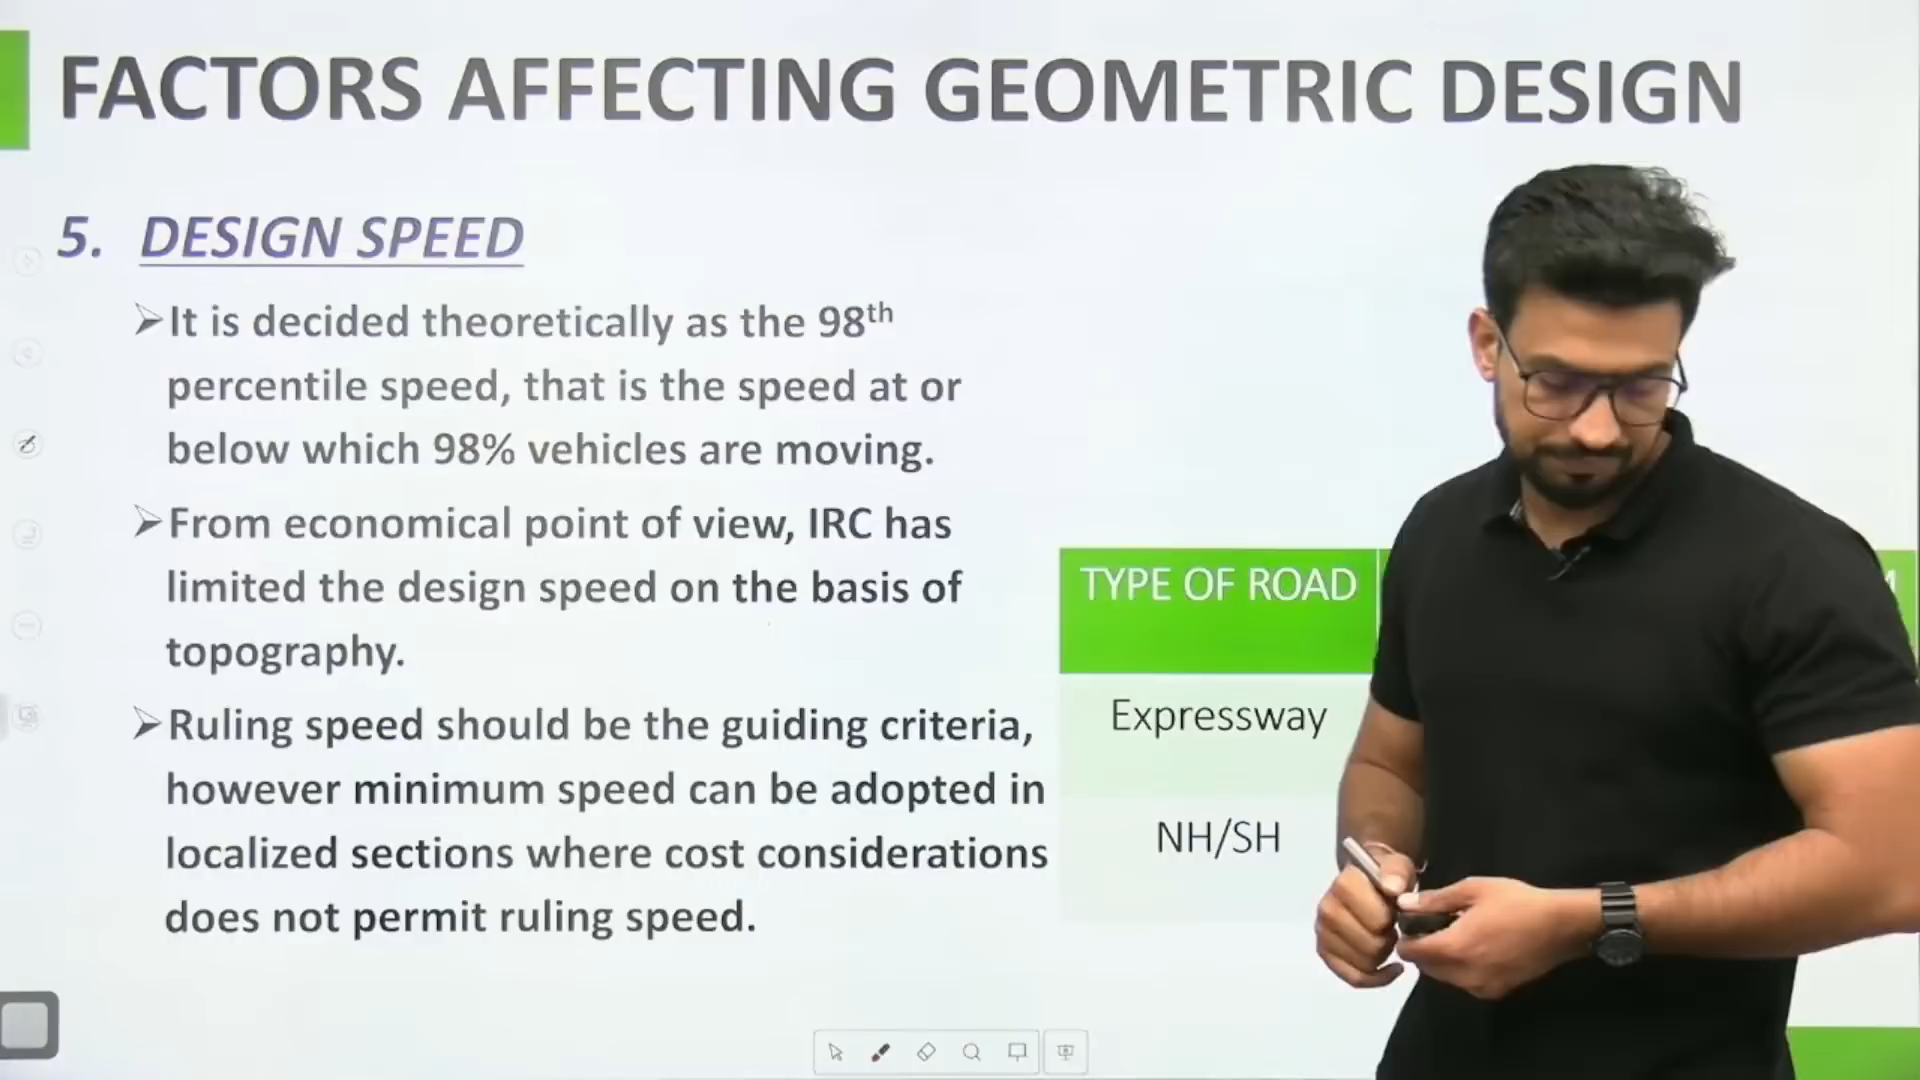 FACTORS AFFECTING GEOMETRIC DESIGN
5. DESIGN SPEED
➢It is decided theoretically as the 98th
percentile speed, that is the speed at or
below which 98% vehicles are moving.
➢From economical point of view, IRC has
limited the design speed on the basis of
topography.
➢Ruling speed should be the guiding criteria,
however minimum speed can be adopted in
localized sections where cost considerations
does not permit ruling speed.
TYPE OF ROAD
Expressway
NH/SH